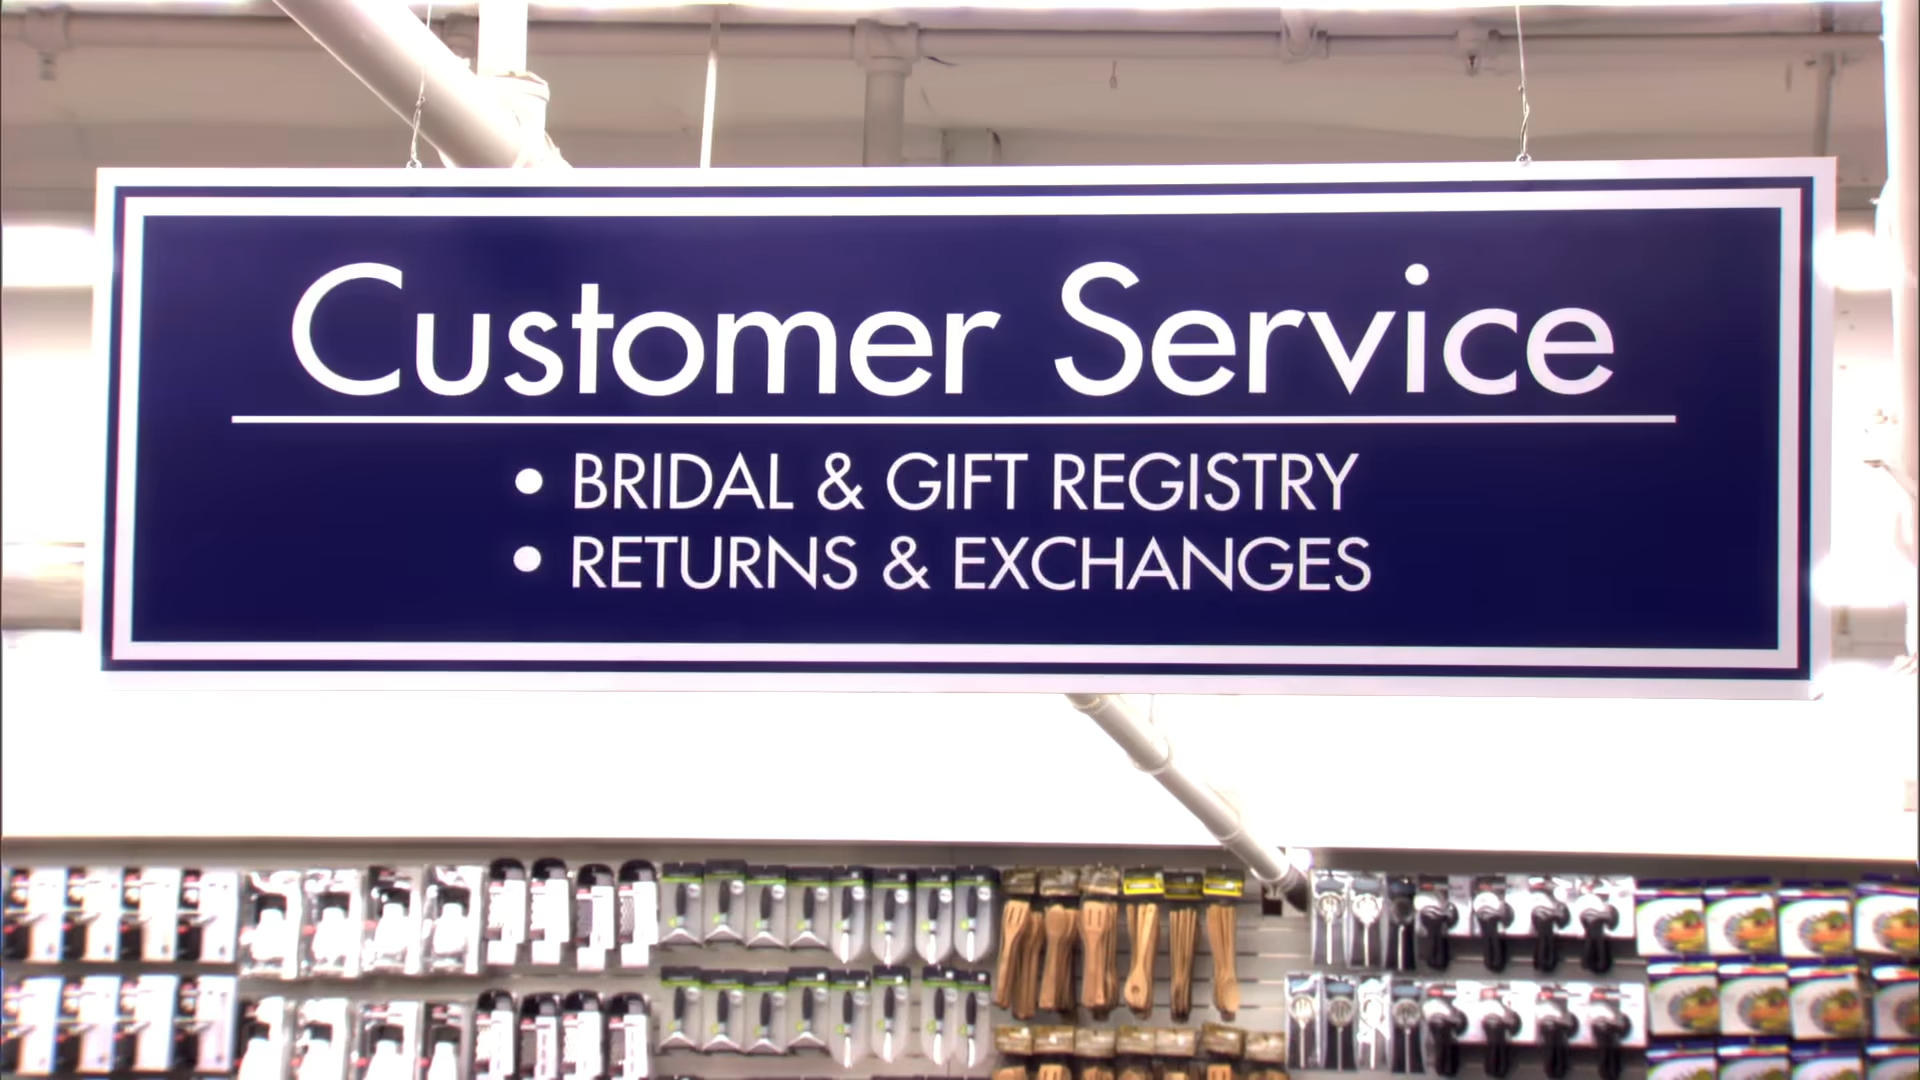 Customer Service
• BRIDAL & GIFT REGISTRY
• RETURNS & EXCHANGES